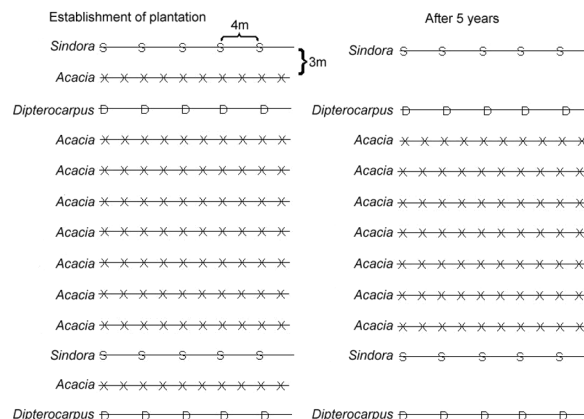 Establishment of plantation
4m
Sindora S S S S S
3m
Acacia X X X X X X X X X X
Dipterocarpus D D D D D
Acacia X X X X X X X X X X
Acacia X X X X X X X X X X
Acacia X X X X X X X X X X
Acacia X X X X X X X X X X
Acacia X X X X X X X X X X
Acacia X X X X X X X X X X
Acacia X X X X X X X X X X
Sindora S S S S S
Acacia X X X X X X X X X X
Dipterocarpus D D D D D
After 5 years
Sindora S S S S S
Dipterocarpus D D D D D
Acacia X X X X X X X X X X
Acacia X X X X X X X X X X
Acacia X X X X X X X X X X
Acacia X X X X X X X X X X
Acacia X X X X X X X X X X
Acacia X X X X X X X X X X
Acacia X X X X X X X X X X
Sindora S S S S S
Dipterocarpus D D D D D